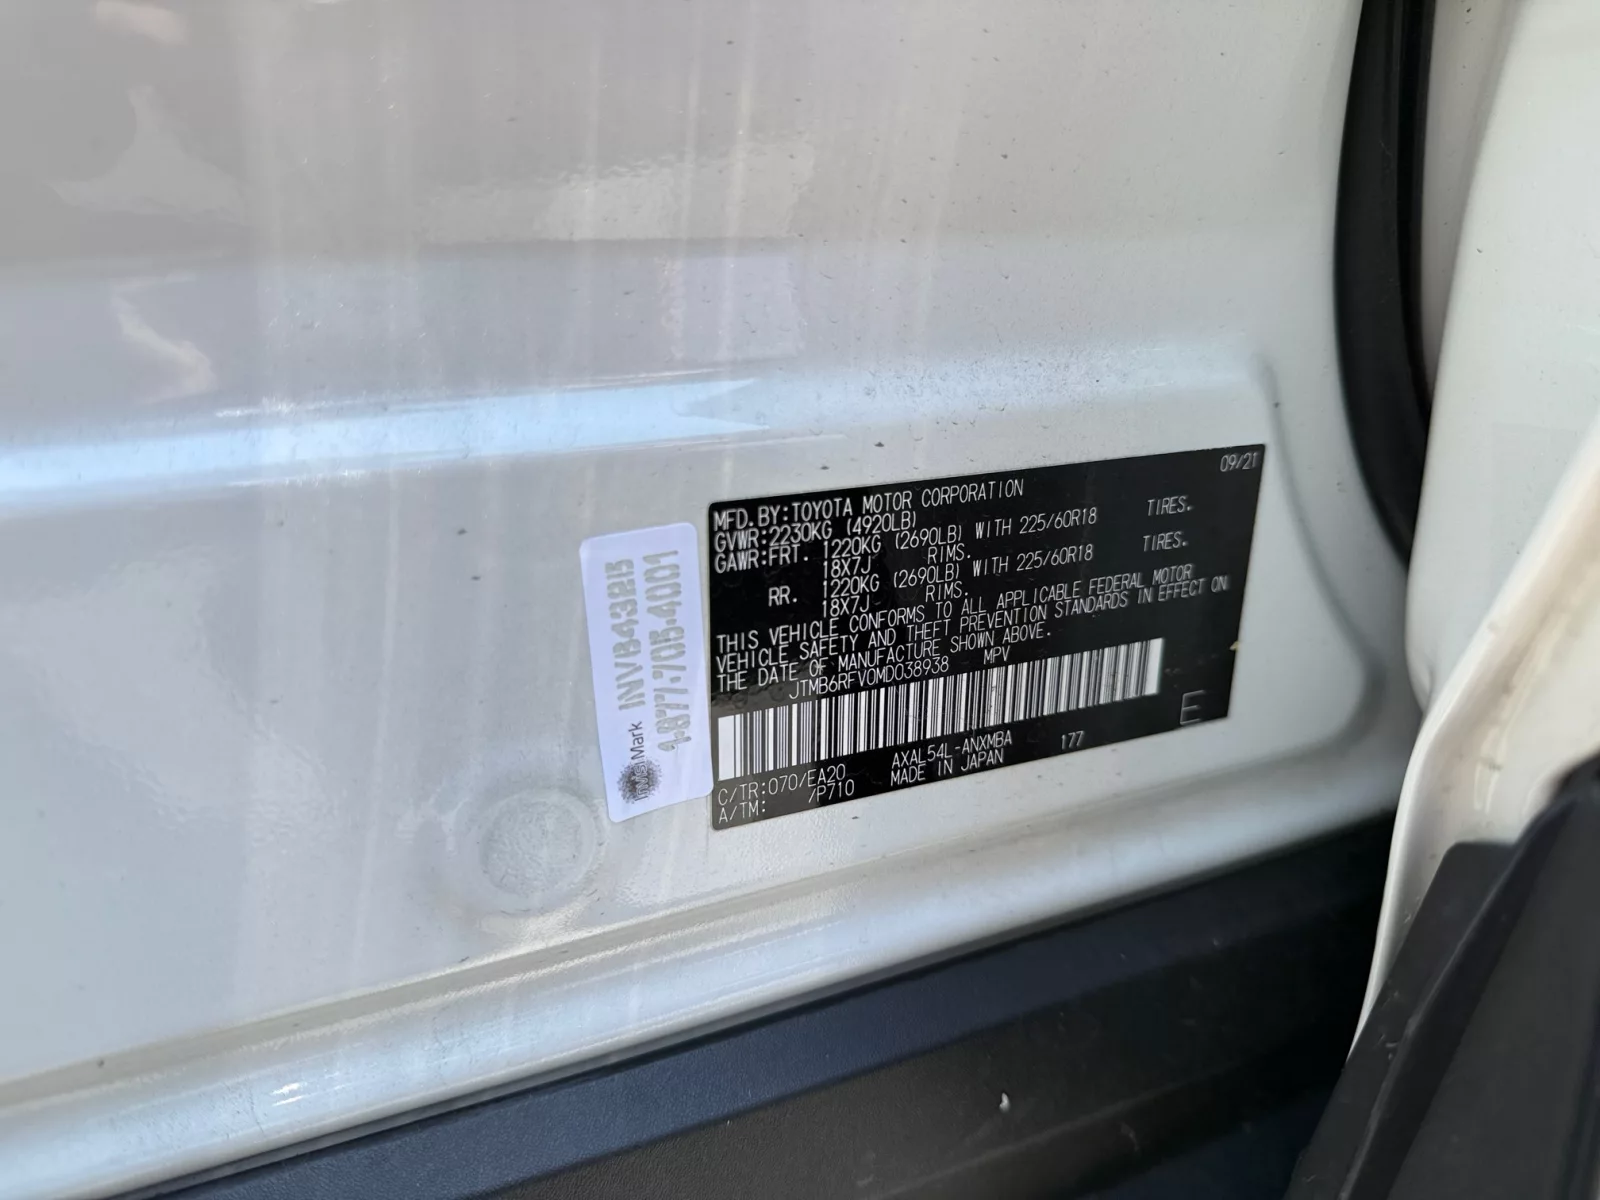 09/21
MFD.BY:TOYOTA MOTOR CORPORATION
GVWR:2230KG (4920LB)
GAWR:FRT. 1220KG (2690LB) WITH 225/60R18 TIRES.
18X7J RIMS.
RR. 1220KG (2690LB) WITH 225/60R18 TIRES.
18X7J RIMS.
THIS VEHICLE CONFORMS TO ALL APPLICABLE FEDERAL MOTOR
VEHICLE SAFETY AND THEFT PREVENTION STANDARDS IN EFFECT ON
THE DATE OF MANUFACTURE SHOWN ABOVE.
JTMB6RFV0MD038938 MPV
E
C/TR:070/EA20 AXAL54L-ANXMBA 177
A/TM: /P710 MADE IN JAPAN
InvisiMark
INVB43215
1-877-705-4001